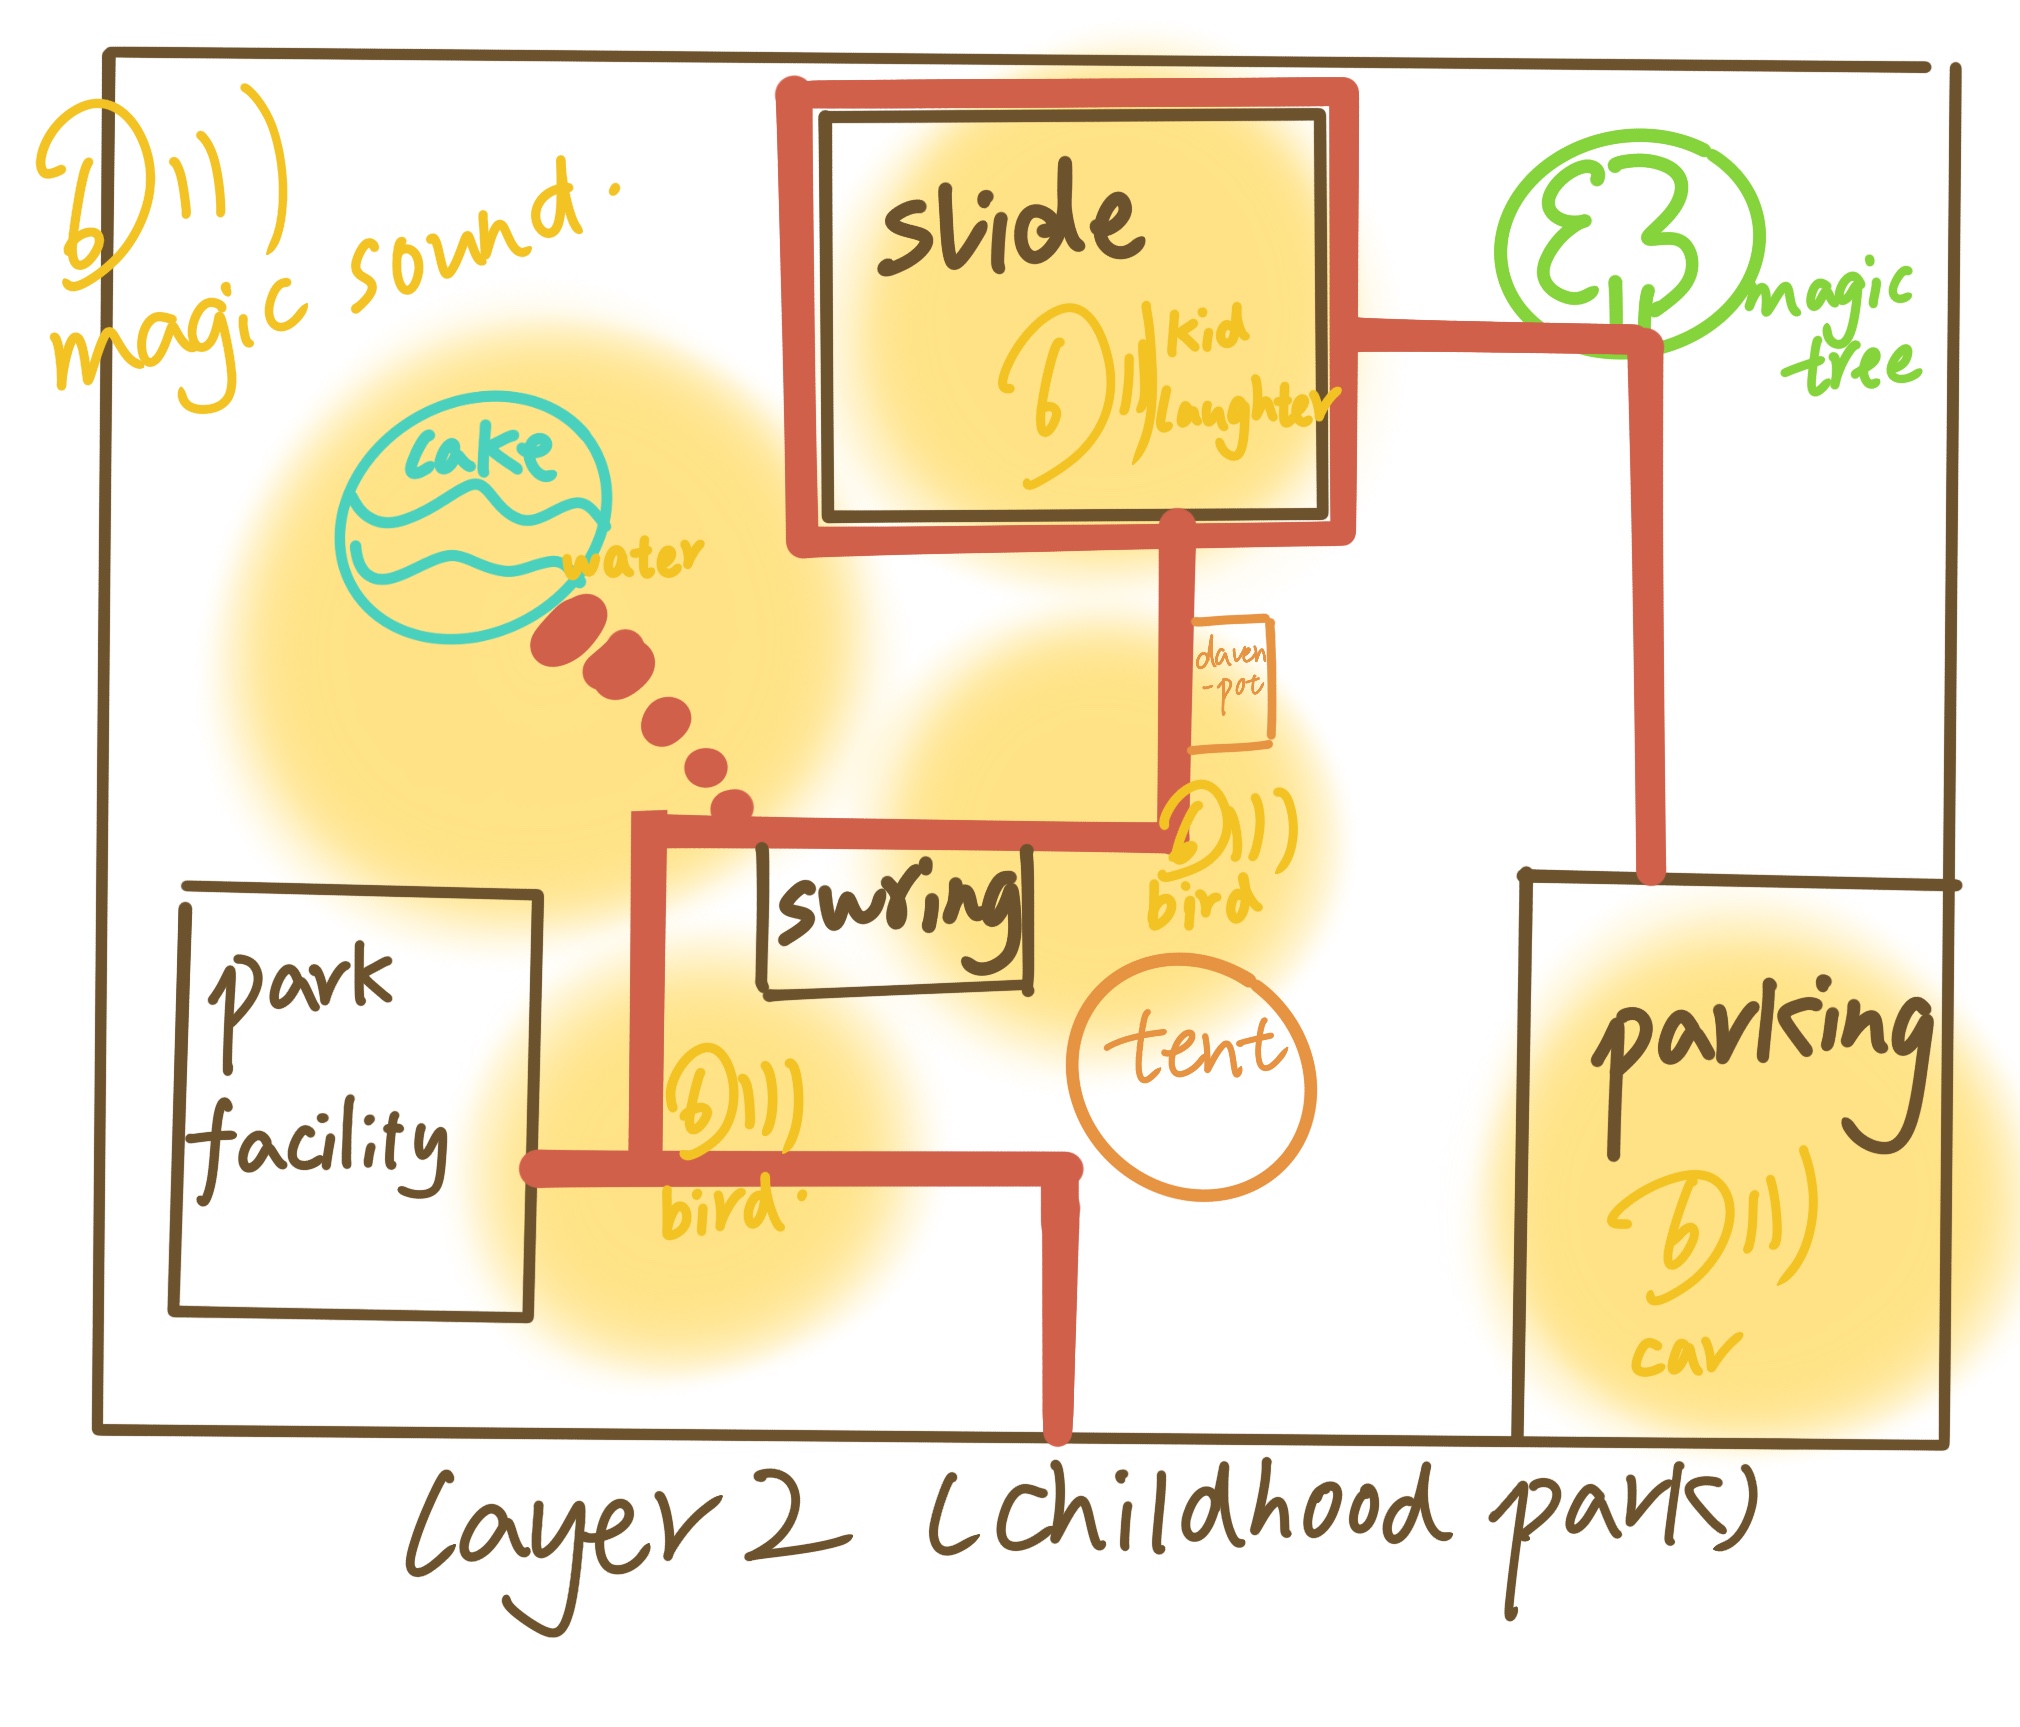 magic sound.
slide
kid
laughter
magic
tree
cake
water
daven
-pot
swing
bird
park
facility
tent
parking
bird.
car
Layer 2 (childhood park)